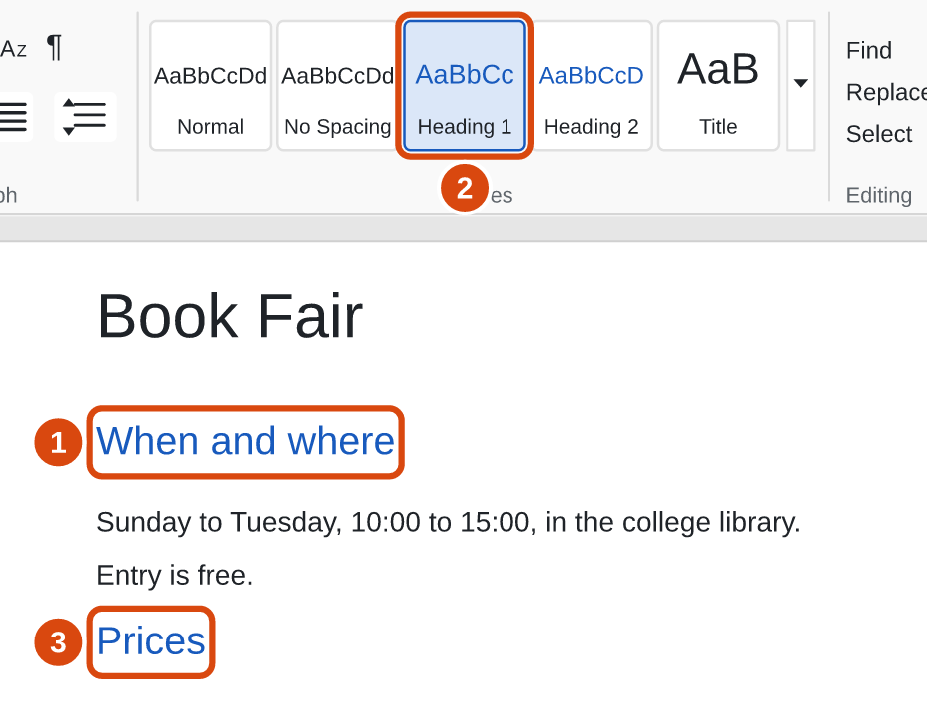 AZ ¶
AaBbCcDd AaBbCcDd AaBbCc AaBbCcD AaB
Normal No Spacing Heading 1 Heading 2 Title
Find
Replace
Select
2
ph es Editing
Book Fair
1 When and where
Sunday to Tuesday, 10:00 to 15:00, in the college library.
Entry is free.
3 Prices